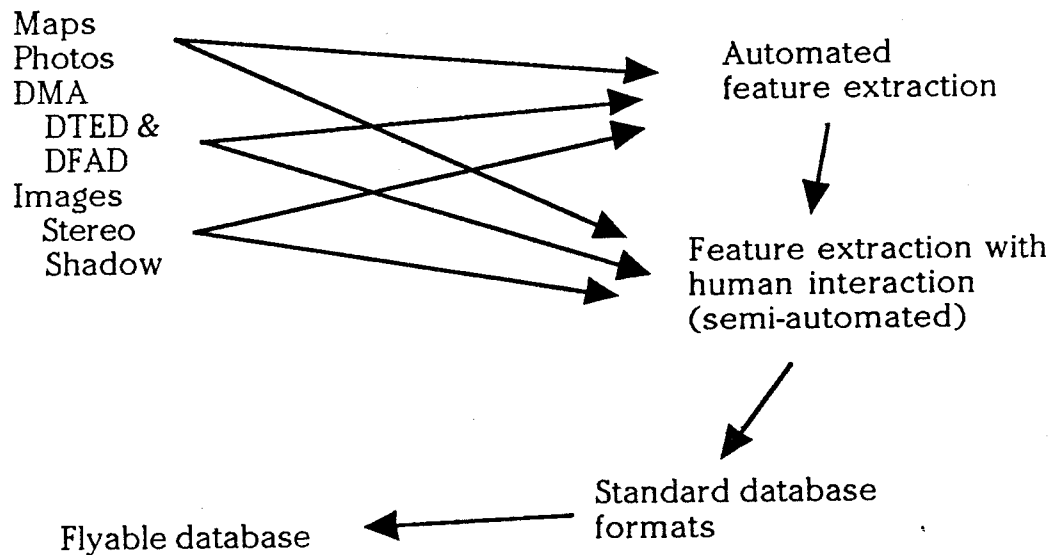 Maps
Photos
DMA
DTED &
DFAD
Images
Stereo
Shadow
Automated
feature extraction
Feature extraction with
human interaction
(semi-automated)
Standard database
formats
Flyable database